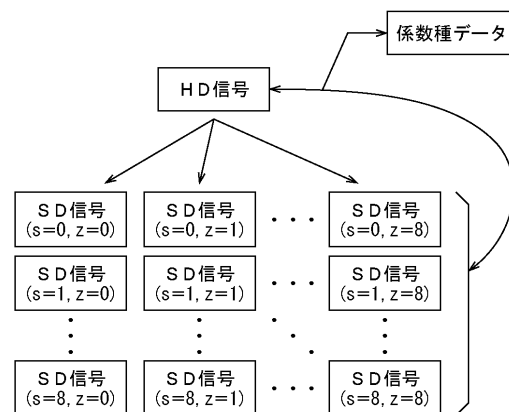 係数種データ
HD信号
SD信号
(s=0, z=0)
SD信号
(s=0, z=1)
・・・
SD信号
(s=0, z=8)
SD信号
(s=1, z=0)
SD信号
(s=1, z=1)
・・・
SD信号
(s=1, z=8)
SD信号
(s=8, z=0)
SD信号
(s=8, z=1)
・・・
SD信号
(s=8, z=8)